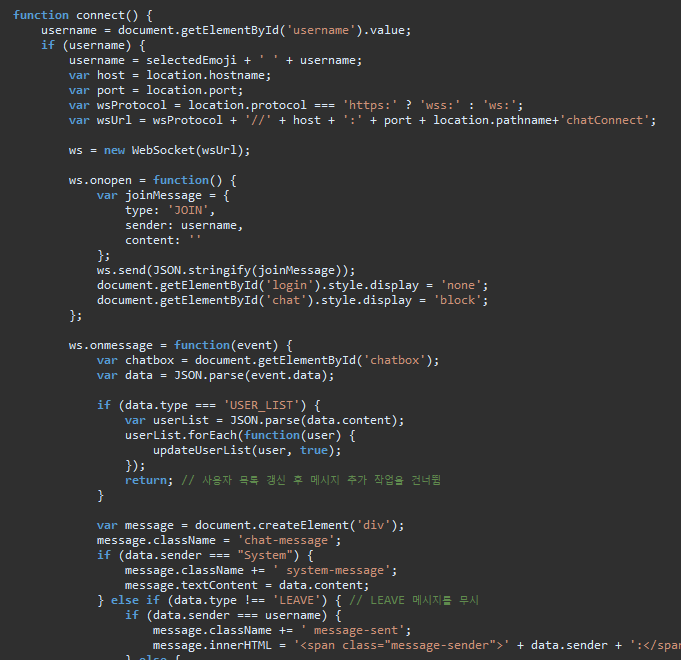 function connect() {
    username = document.getElementById('username').value;
    if (username) {
        username = selectedEmoji + ' ' + username;
        var host = location.hostname;
        var port = location.port;
        var wsProtocol = location.protocol === 'https:' ? 'wss:' : 'ws:';
        var wsUrl = wsProtocol + '//' + host + ':' + port + location.pathname+'chatConnect';

        ws = new WebSocket(wsUrl);

        ws.onopen = function() {
            var joinMessage = {
                type: 'JOIN',
                sender: username,
                content: ''
            };
            ws.send(JSON.stringify(joinMessage));
            document.getElementById('login').style.display = 'none';
            document.getElementById('chat').style.display = 'block';
        };

        ws.onmessage = function(event) {
            var chatbox = document.getElementById('chatbox');
            var data = JSON.parse(event.data);

            if (data.type === 'USER_LIST') {
                var userList = JSON.parse(data.content);
                userList.forEach(function(user) {
                    updateUserList(user, true);
                });
                return; // 사용자 목록 갱신 후 메시지 추가 작업을 건너뜀
            }

            var message = document.createElement('div');
            message.className = 'chat-message';
            if (data.sender === "System") {
                message.className += ' system-message';
                message.textContent = data.content;
            } else if (data.type !== 'LEAVE') { // LEAVE 메시지를 무시
                if (data.sender === username) {
                    message.className += ' message-sent';
                    message.innerHTML = '<span class="message-sender">' + data.sender + ':</span
                } else {